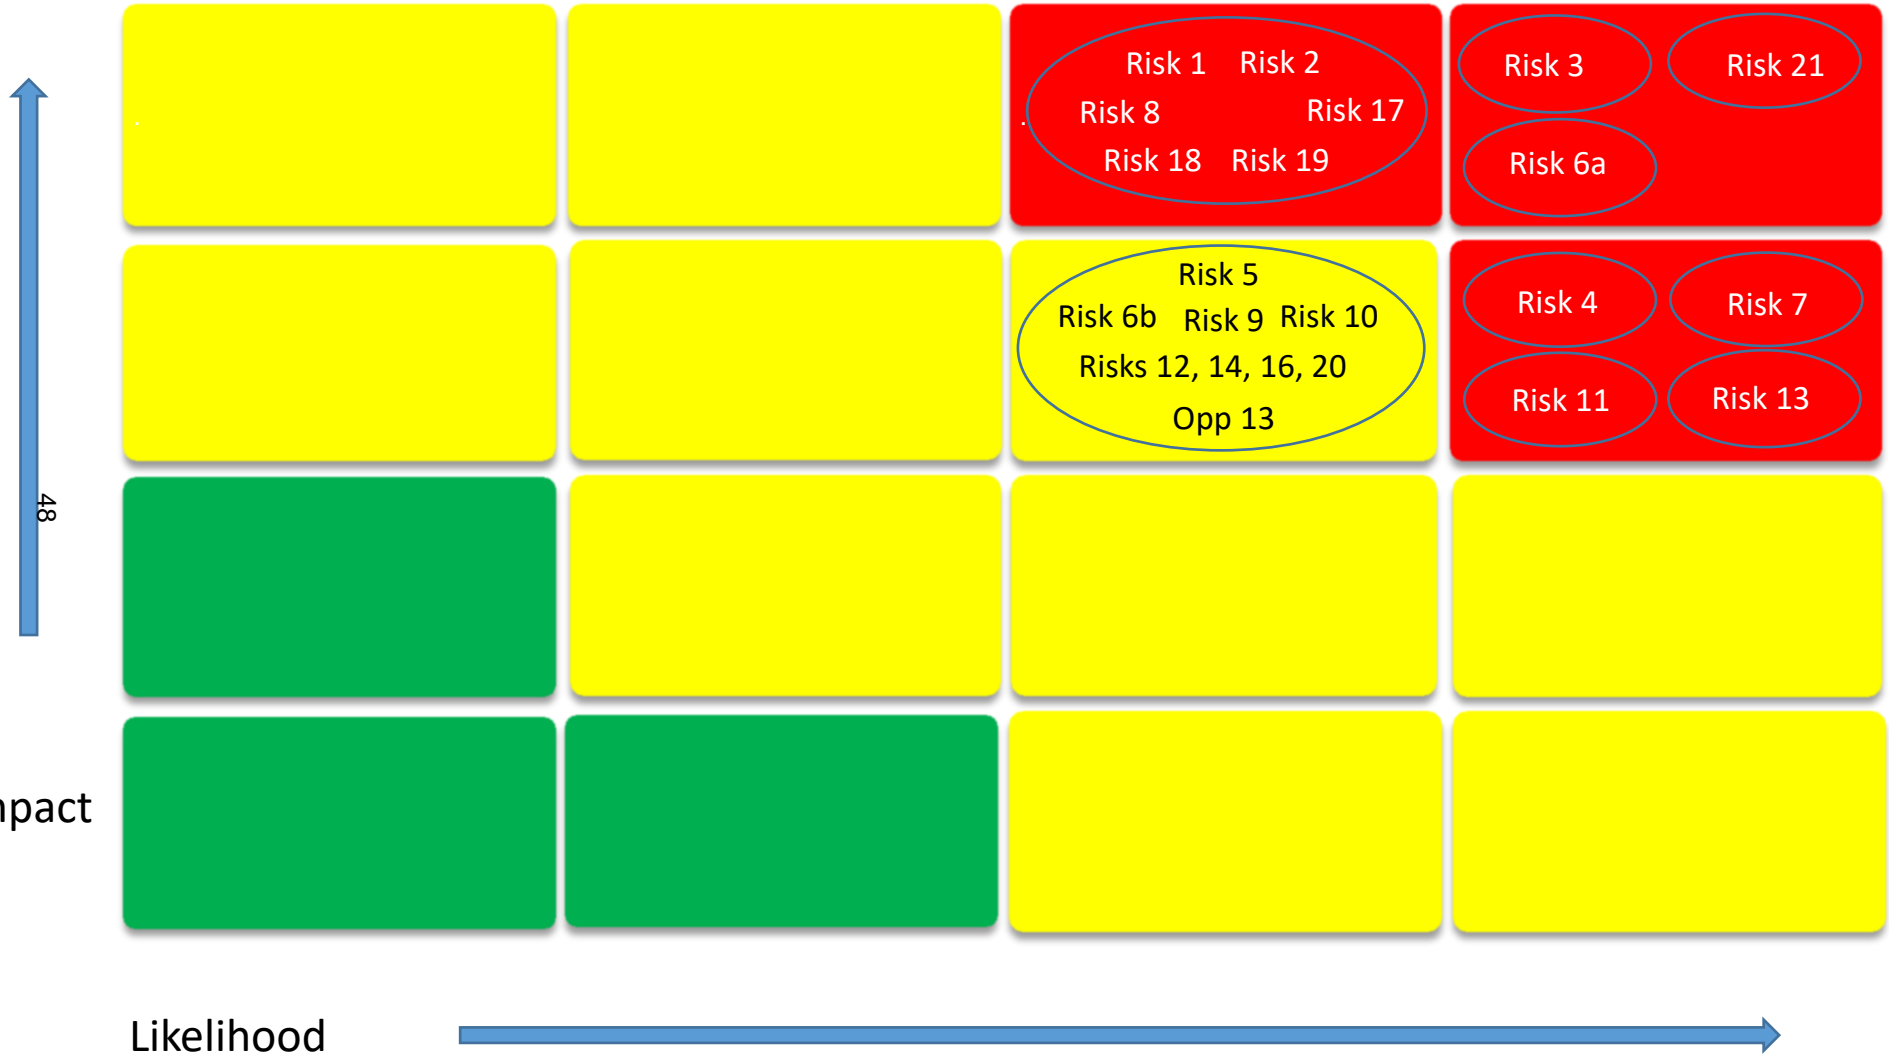 Risk 1 Risk 2
Risk 8 Risk 17
Risk 18 Risk 19
Risk 3 Risk 21
Risk 6a
Risk 5
Risk 6b Risk 9 Risk 10
Risks 12, 14, 16, 20
Opp 13
Risk 4 Risk 7
Risk 11 Risk 13
48
mpact
Likelihood